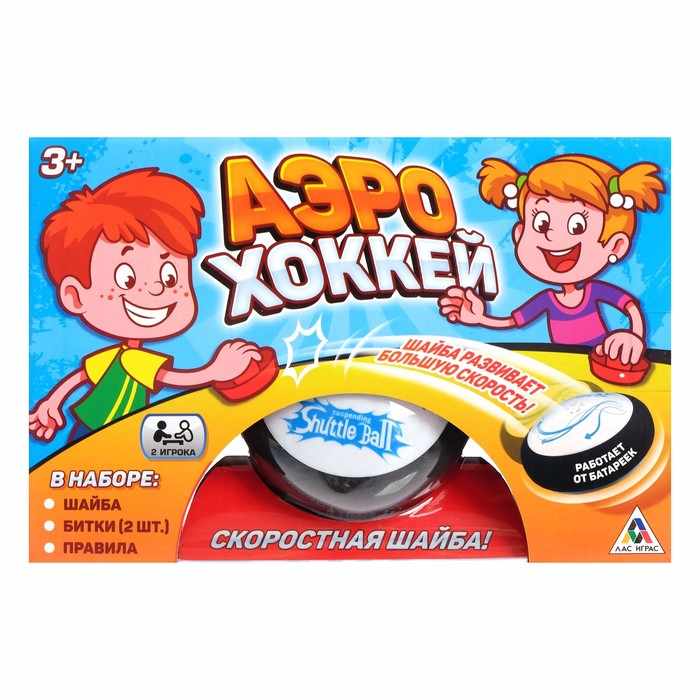 3+
АЭРО
ХОККЕЙ
ШАЙБА РАЗВИВАЕТ
БОЛЬШУЮ СКОРОСТЬ!
suspending
Shuttle Ball
2 ИГРОКА
РАБОТАЕТ
ОТ БАТАРЕЕК
В НАБОРЕ:
ШАЙБА
БИТКИ (2 ШТ.)
ПРАВИЛА
СКОРОСТНАЯ ШАЙБА!
ЛАС ИГРАС